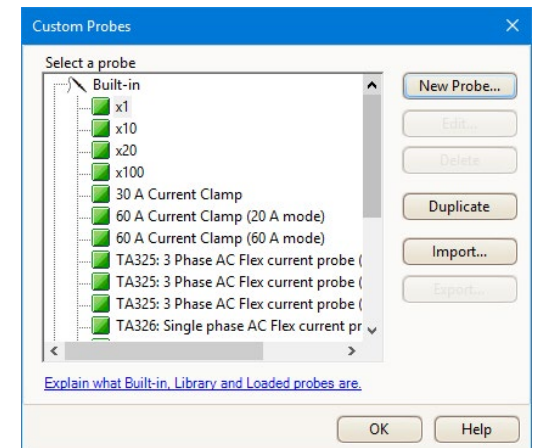 Custom Probes
Select a probe
Built-in
x1
x10
x20
x100
30 A Current Clamp
60 A Current Clamp (20 A mode)
60 A Current Clamp (60 A mode)
TA325: 3 Phase AC Flex current probe (
TA325: 3 Phase AC Flex current probe (
TA325: 3 Phase AC Flex current probe (
TA326: Single phase AC Flex current pr
New Probe...
Edit...
Delete
Duplicate
Import...
Export...
Explain what Built-in, Library and Loaded probes are.
OK
Help